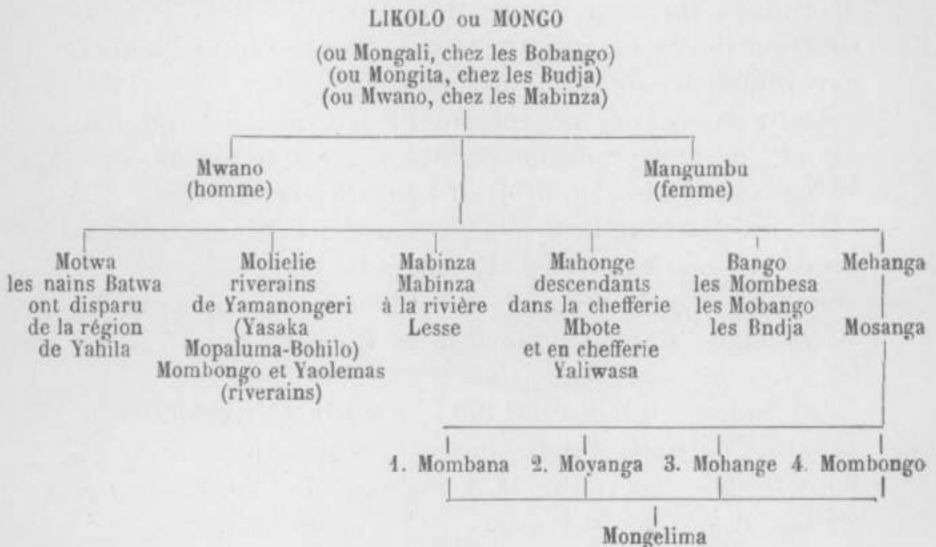 LIKOLO ou MONGO
(ou Mongali, chez les Bobango)
(ou Mongita, chez les Budja)
(ou Mwano, chez les Mabinza)
Mwano
(homme)
Mangumbu
(femme)
Motwa
les nains Batwa
ont disparu
de la région
de Yahila
Molielie
riverains
de Yamanongeri
(Yasaka
Mopaluma-Bohilo)
Mombongo et Yaolemas
(riverains)
Mabinza
Mabinza
à la rivière
Lesse
Mahonge
descendants
dans la chefferie
Mbote
et en chefferie
Yaliwasa
Bango
les Mombesa
les Mobango
les Bndja
Mehanga
Mosanga
1. Mombana 2. Moyanga 3. Mohange 4. Mombongo
Mongelima